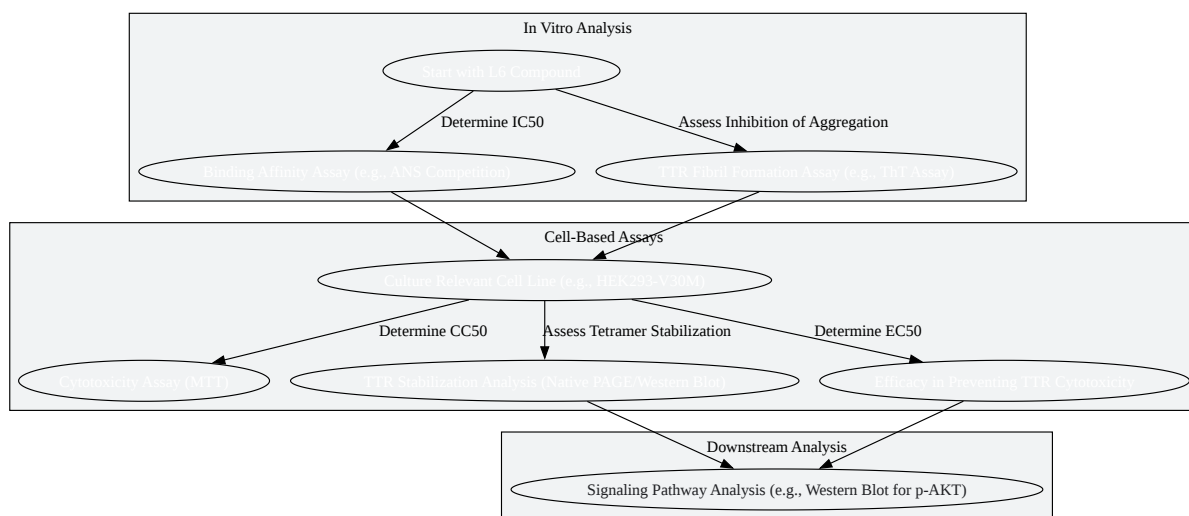 In Vitro Analysis
Start with L6 Compound
Determine IC50
Assess Inhibition of Aggregation
Binding Affinity Assay (e.g., ANS Competition)
TTR Fibril Formation Assay (e.g., ThT Assay)
Cell-Based Assays
Culture Relevant Cell Line (e.g., HEK293-V30M)
Determine CC50
Assess Tetramer Stabilization
Determine EC50
Cytotoxicity Assay (MTT)
TTR Stabilization Analysis (Native PAGE/Western Blot)
Efficacy in Preventing TTR Cytotoxicity
Downstream Analysis
Signaling Pathway Analysis (e.g., Western Blot for p-AKT)